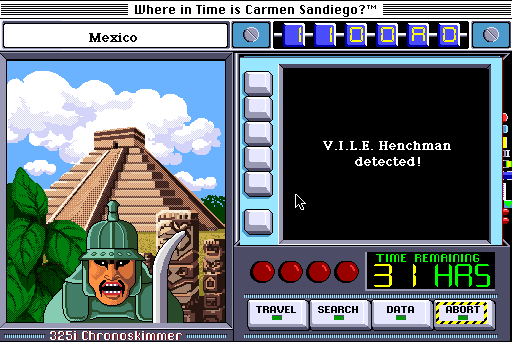 Where in Time is Carmen Sandiego?™
Mexico
1100AD
V.I.L.E. Henchman
detected!
TIME REMAINING
31 HRS
TRAVEL
SEARCH
DATA
ABORT
325i Chronoskimmer